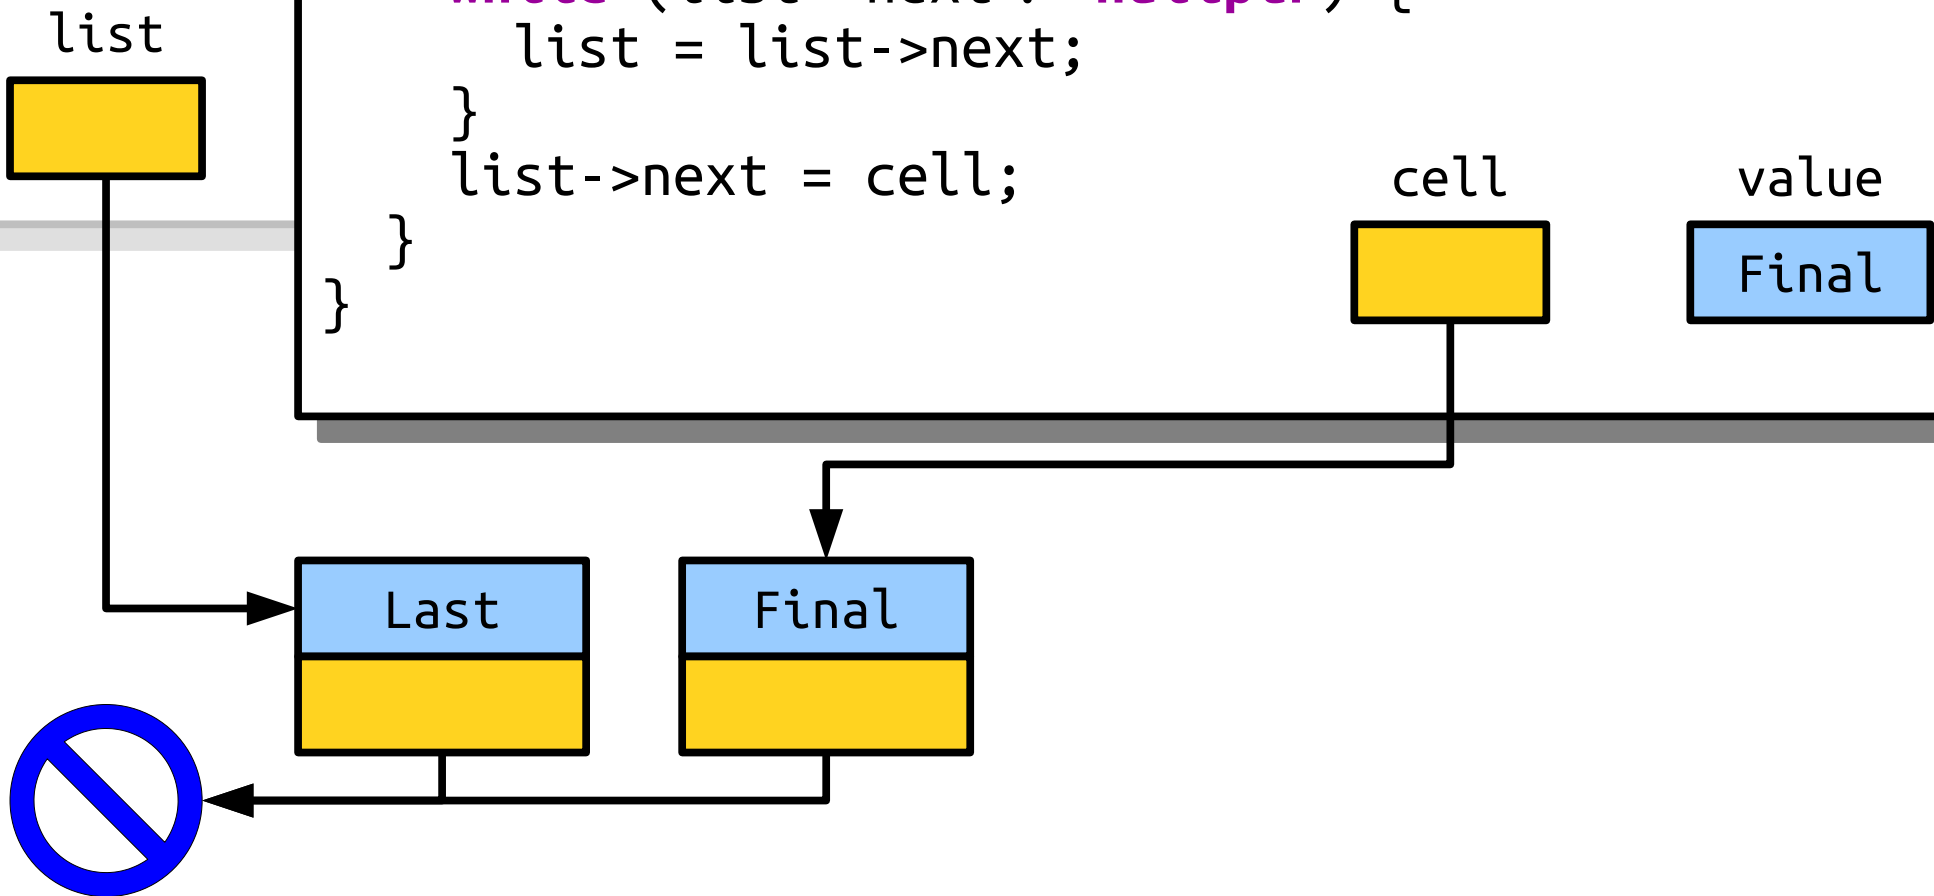 list
list = list->next;
}
list->next = cell;
}
}
cell
value
Final
Last
Final